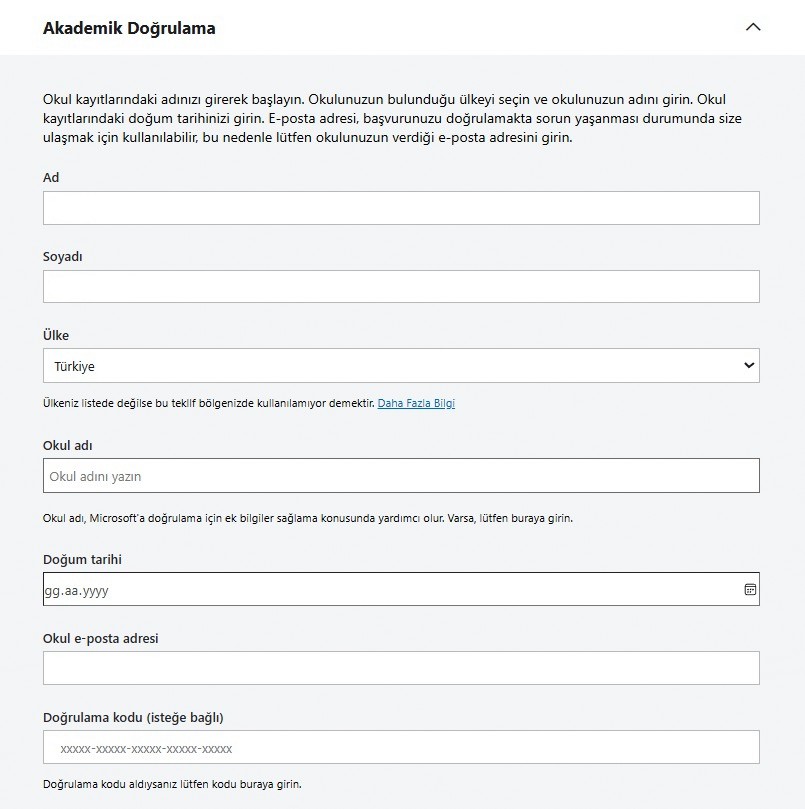 Akademik Doğrulama
Okul kayıtlarındaki adınızı girerek başlayın. Okulunuzun bulunduğu ülkeyi seçin ve okulunuzun adını girin. Okul
kayıtlarındaki doğum tarihinizi girin. E-posta adresi, başvurunuzu doğrulamakta sorun yaşanması durumunda size
ulaşmak için kullanılabilir, bu nedenle lütfen okulunuzun verdiği e-posta adresini girin.
Ad
Soyadı
Ülke
Türkiye
Ülkeniz listede değilse bu teklif bölgenizde kullanılamıyor demektir. Daha Fazla Bilgi
Okul adı
Okul adını yazın
Okul adı, Microsoft'a doğrulama için ek bilgiler sağlama konusunda yardımcı olur. Varsa, lütfen buraya girin.
Doğum tarihi
gg.aa.yyyy
Okul e-posta adresi
Doğrulama kodu (isteğe bağlı)
xxxxx-xxxxx-xxxxx-xxxxx-xxxxx
Doğrulama kodu aldıysanız lütfen kodu buraya girin.